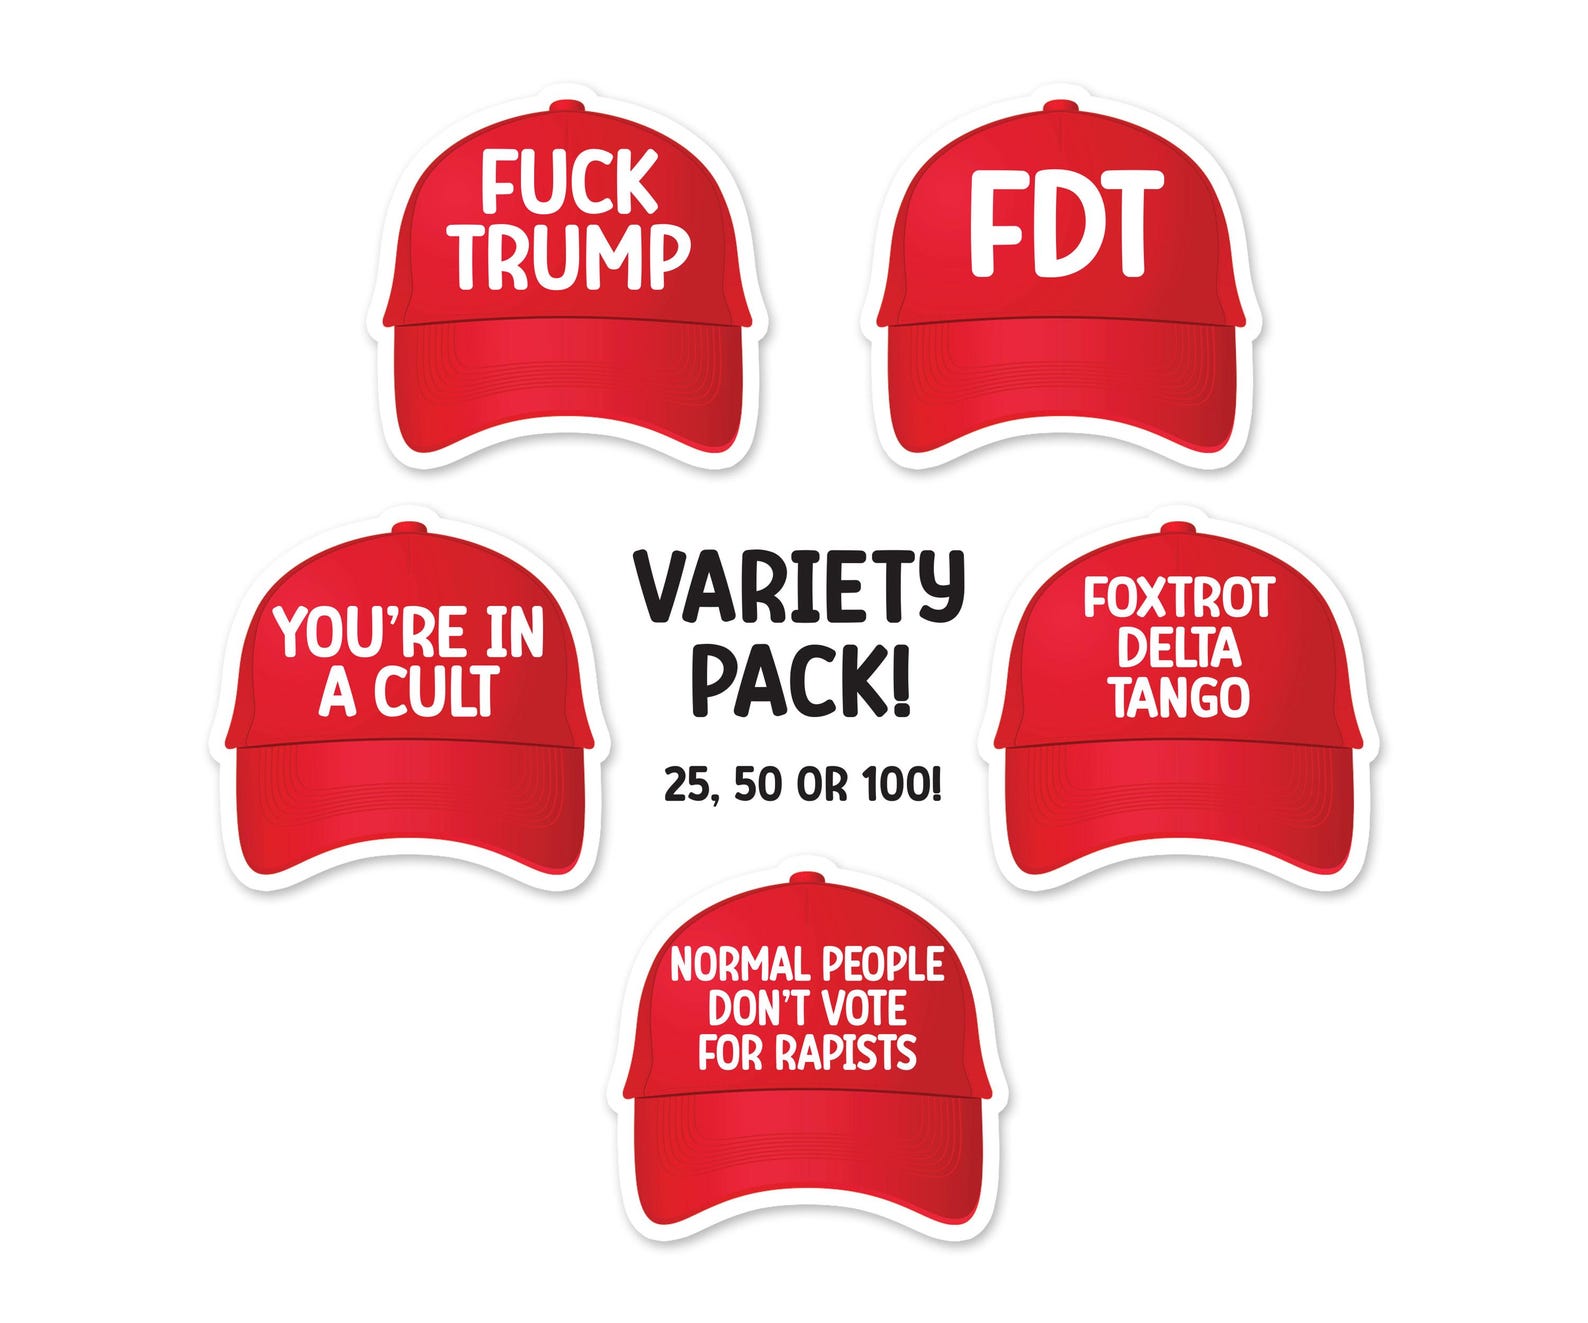 FUCK
TRUMP
FDT
YOU'RE IN
A CULT
VARIETY
PACK!
25, 50 OR 100!
FOXTROT
DELTA
TANGO
NORMAL PEOPLE
DON'T VOTE
FOR RAPISTS